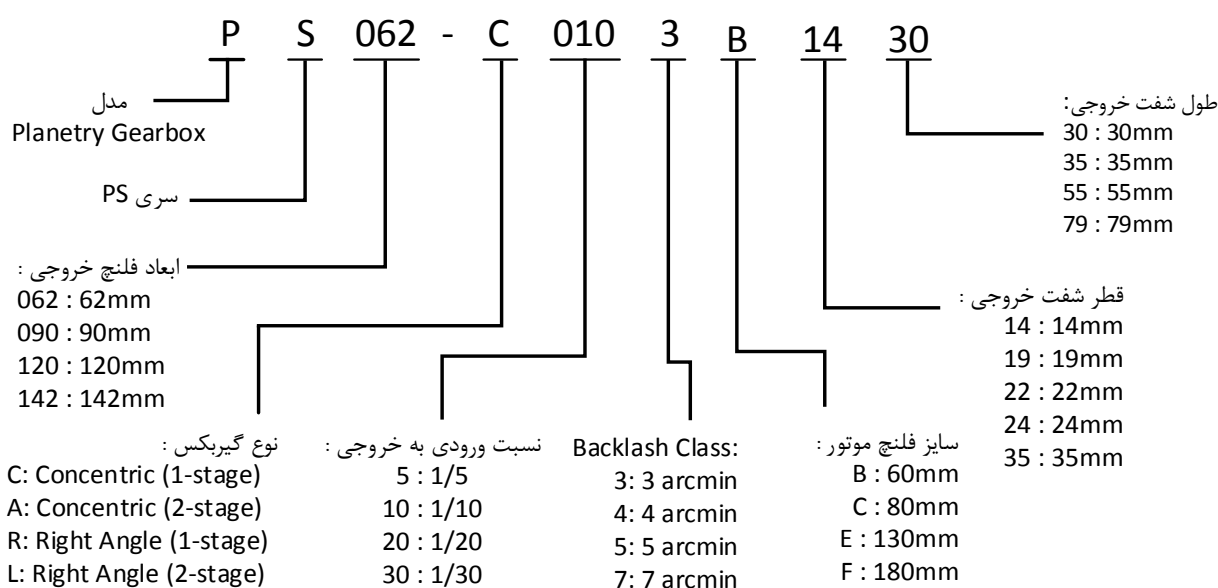 P S 062 - C 010 3 B 14 30
مدل
Planetry Gearbox
سری PS
ابعاد فلنچ خروجی :
062 : 62mm
090 : 90mm
120 : 120mm
142 : 142mm
نوع گیربکس :
C: Concentric (1-stage)
A: Concentric (2-stage)
R: Right Angle (1-stage)
L: Right Angle (2-stage)
نسبت ورودی به خروجی :
5 : 1/5
10 : 1/10
20 : 1/20
30 : 1/30
Backlash Class:
3: 3 arcmin
4: 4 arcmin
5: 5 arcmin
7: 7 arcmin
سایز فلنچ موتور :
B : 60mm
C : 80mm
E : 130mm
F : 180mm
قطر شفت خروجی :
14 : 14mm
19 : 19mm
22 : 22mm
24 : 24mm
35 : 35mm
طول شفت خروجی:
30 : 30mm
35 : 35mm
55 : 55mm
79 : 79mm